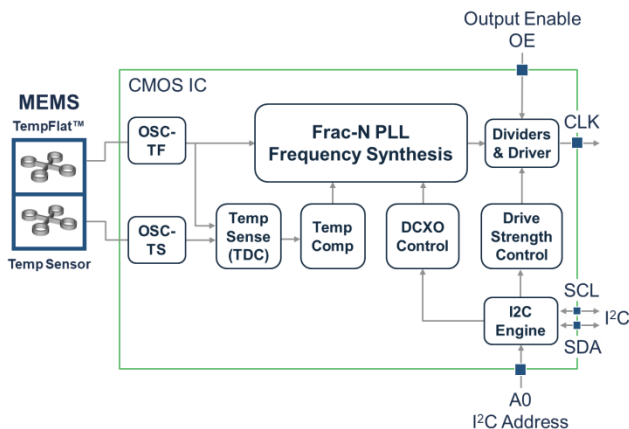 Output Enable
OE
CMOS IC
MEMS
TempFlat™
OSC-
TF
Frac-N PLL
Frequency Synthesis
Dividers
& Driver
CLK
OSC-
TS
Temp
Sense
(TDC)
Temp
Comp
DCXO
Control
Drive
Strength
Control
Temp Sensor
I2C
Engine
SCL
I²C
SDA
A0
I²C Address